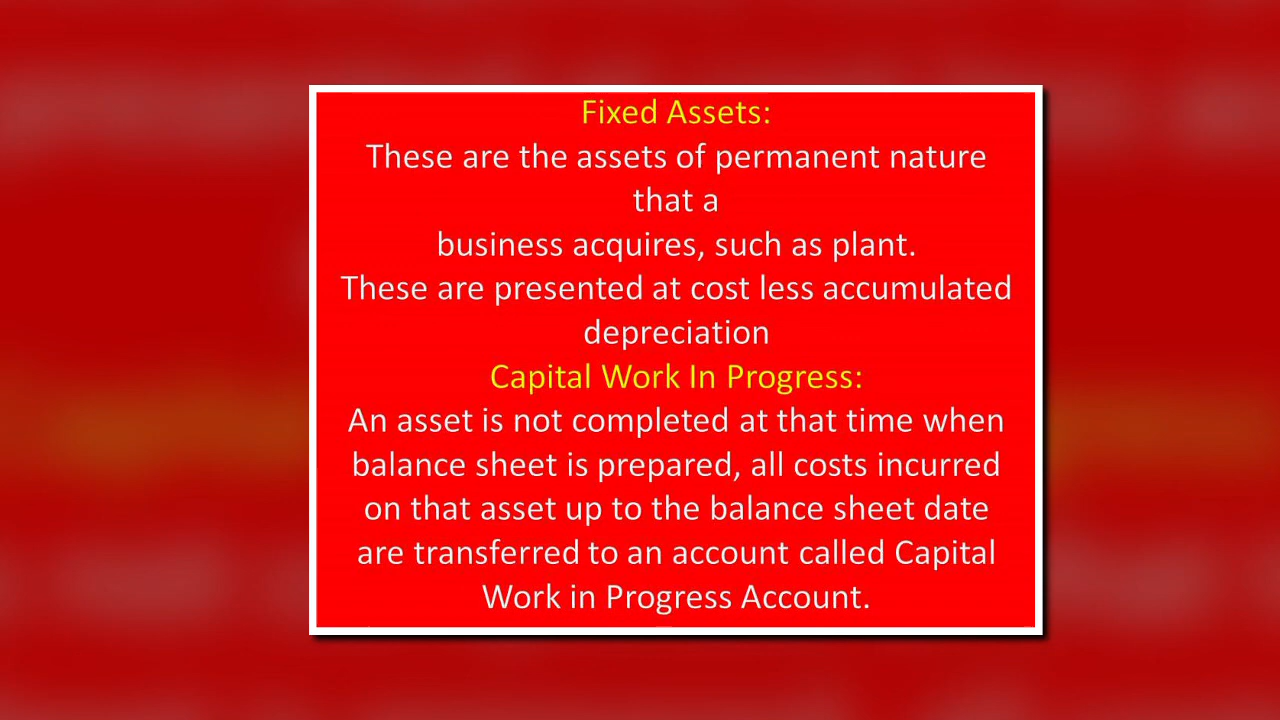 Fixed Assets:
These are the assets of permanent nature
that a
business acquires, such as plant.
These are presented at cost less accumulated
depreciation
Capital Work In Progress:
An asset is not completed at that time when
balance sheet is prepared, all costs incurred
on that asset up to the balance sheet date
are transferred to an account called Capital
Work in Progress Account.